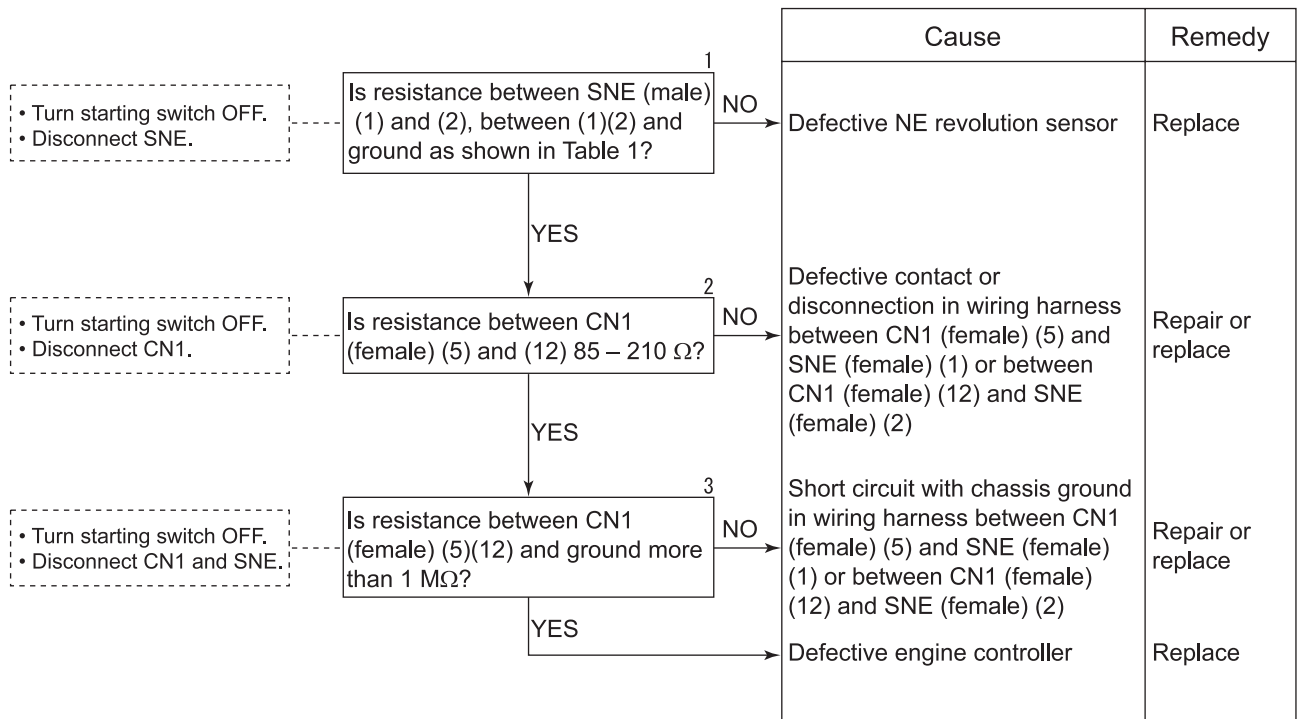 Cause
Remedy
• Turn starting switch OFF.
• Disconnect SNE.
1
Is resistance between SNE (male)
(1) and (2), between (1)(2) and
ground as shown in Table 1?
NO
Defective NE revolution sensor
Replace
YES
• Turn starting switch OFF.
• Disconnect CN1.
2
Is resistance between CN1
(female) (5) and (12) 85 – 210 Ω?
NO
Defective contact or
disconnection in wiring harness
between CN1 (female) (5) and
SNE (female) (1) or between
CN1 (female) (12) and SNE
(female) (2)
Repair or
replace
YES
• Turn starting switch OFF.
• Disconnect CN1 and SNE.
3
Is resistance between CN1
(female) (5)(12) and ground more
than 1 MΩ?
NO
Short circuit with chassis ground
in wiring harness between CN1
(female) (5) and SNE (female)
(1) or between CN1 (female)
(12) and SNE (female) (2)
Repair or
replace
YES
Defective engine controller
Replace